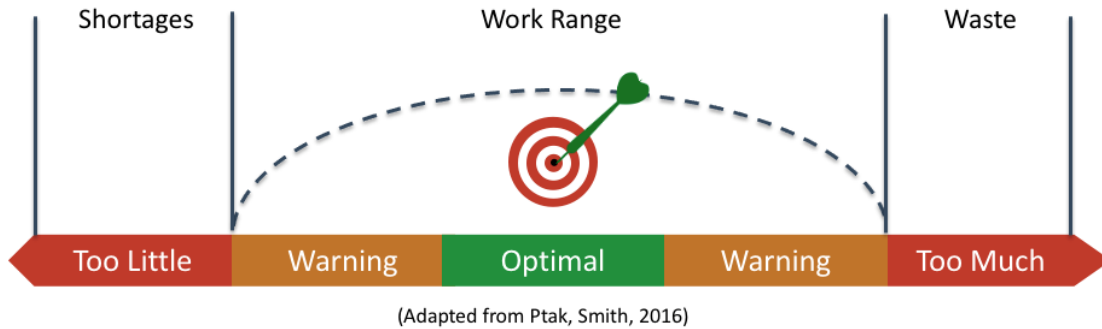 Shortages Work Range Waste
Too Little Warning Optimal Warning Too Much
(Adapted from Ptak, Smith, 2016)